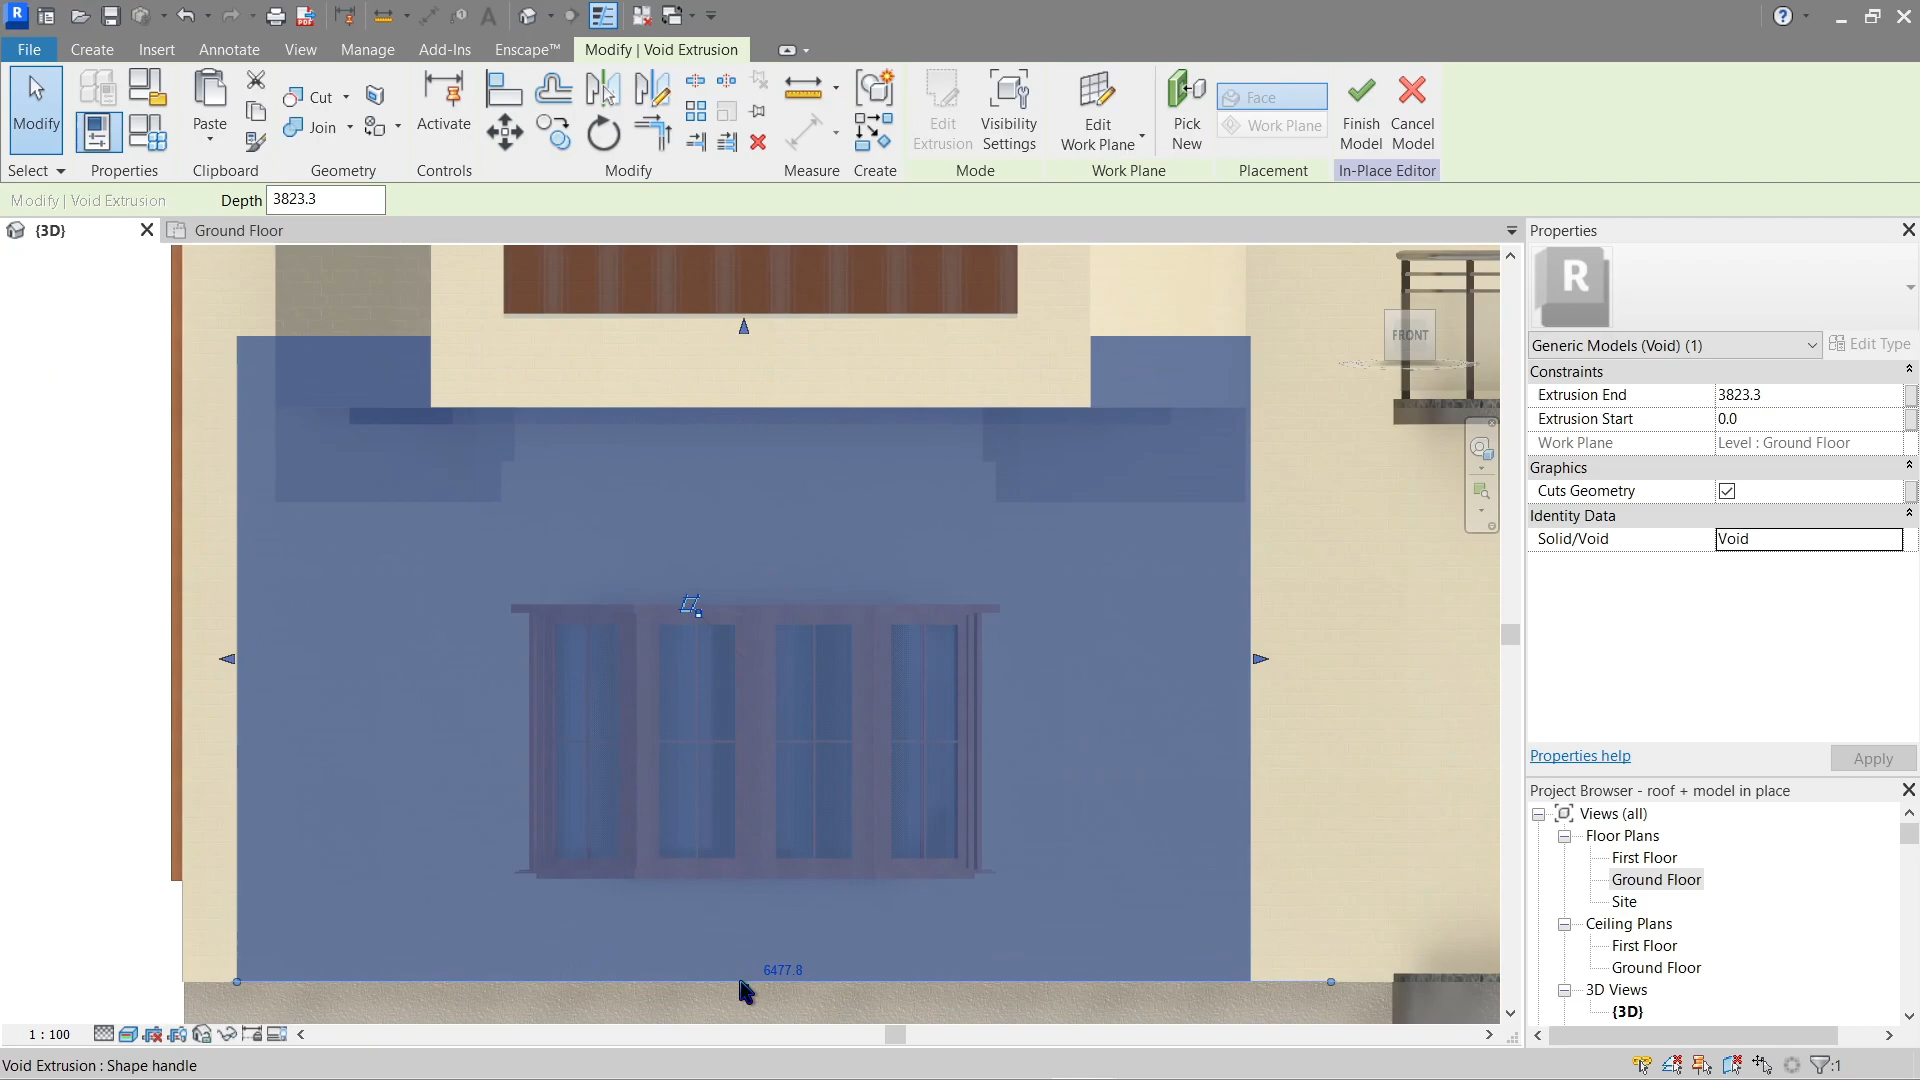 File
Create
Insert
Annotate
View
Manage
Add-Ins
Enscape™
Modify | Void Extrusion
Modify
Paste
Cut
Join
Activate
Edit
Extrusion
Visibility
Settings
Edit
Work Plane
Pick
New
Face
Work Plane
Finish
Model
Cancel
Model
Select
Properties
Clipboard
Geometry
Controls
Modify
Measure
Create
Mode
Work Plane
Placement
In-Place Editor
Modify | Void Extrusion
Depth
3823.3
{3D}
Ground Floor
FRONT
6477.8
Properties
R
Generic Models (Void) (1)
Edit Type
Constraints
Extrusion End 3823.3
Extrusion Start 0.0
Work Plane Level : Ground Floor
Graphics
Cuts Geometry
Identity Data
Solid/Void Void
Properties help
Apply
Project Browser - roof + model in place
Views (all)
Floor Plans
First Floor
Ground Floor
Site
Ceiling Plans
First Floor
Ground Floor
3D Views
{3D}
1 : 100
Void Extrusion : Shape handle
:1